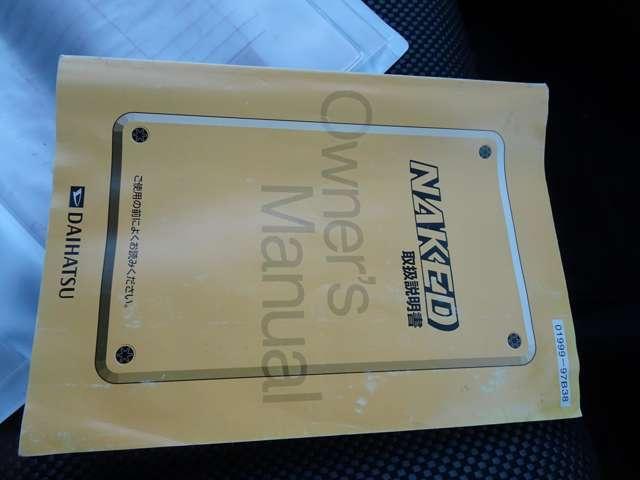 01999-97B38
NAKED
取扱説明書
Owner's
Manual
ご使用の前によくお読みください。
DAIHATSU